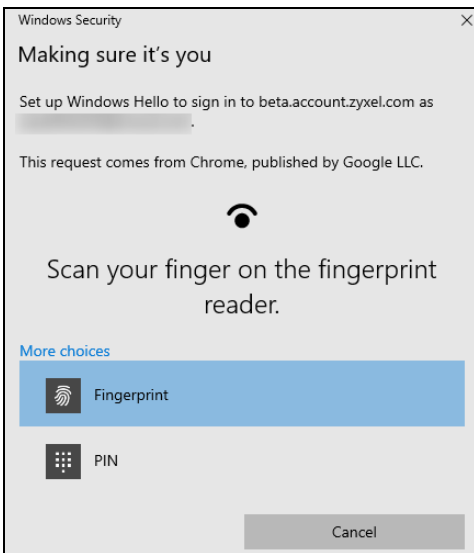 Windows Security
Making sure it's you
Set up Windows Hello to sign in to beta.account.zyxel.com as
.
This request comes from Chrome, published by Google LLC.
Scan your finger on the fingerprint
reader.
More choices
Fingerprint
PIN
Cancel